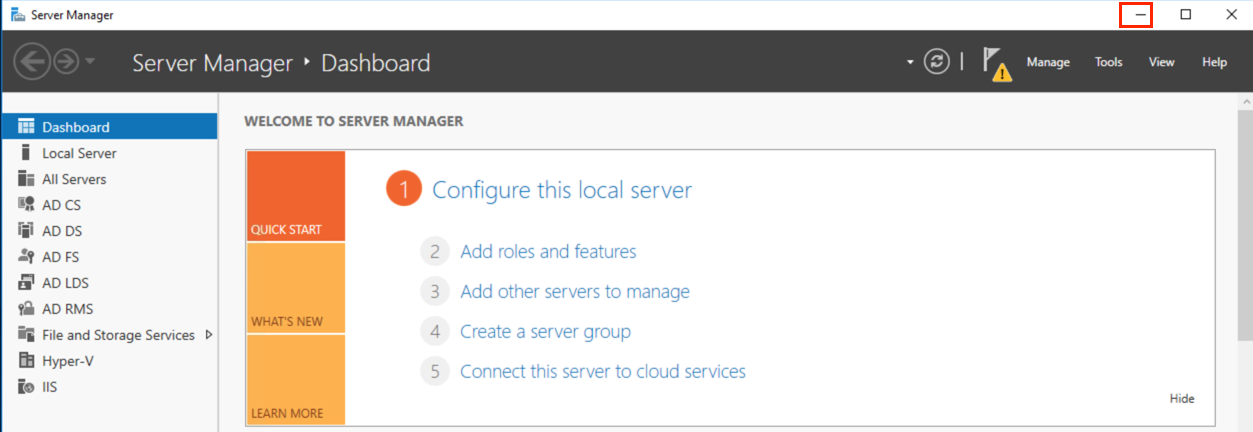 Server Manager
Server Manager ‣ Dashboard
Manage Tools View Help
Dashboard
Local Server
All Servers
AD CS
AD DS
AD FS
AD LDS
AD RMS
File and Storage Services
Hyper-V
IIS
WELCOME TO SERVER MANAGER
QUICK START
WHAT'S NEW
LEARN MORE
1 Configure this local server
2 Add roles and features
3 Add other servers to manage
4 Create a server group
5 Connect this server to cloud services
Hide